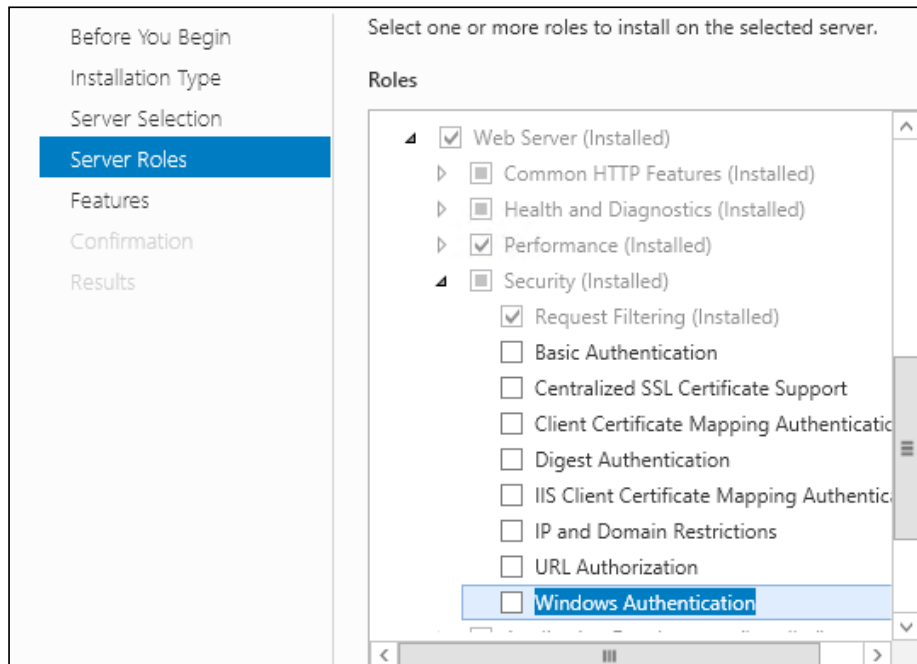 Before You Begin
Installation Type
Server Selection
Server Roles
Features
Confirmation
Results
Select one or more roles to install on the selected server.
Roles
Web Server (Installed)
Common HTTP Features (Installed)
Health and Diagnostics (Installed)
Performance (Installed)
Security (Installed)
Request Filtering (Installed)
Basic Authentication
Centralized SSL Certificate Support
Client Certificate Mapping Authenticatic
Digest Authentication
IIS Client Certificate Mapping Authentic
IP and Domain Restrictions
URL Authorization
Windows Authentication